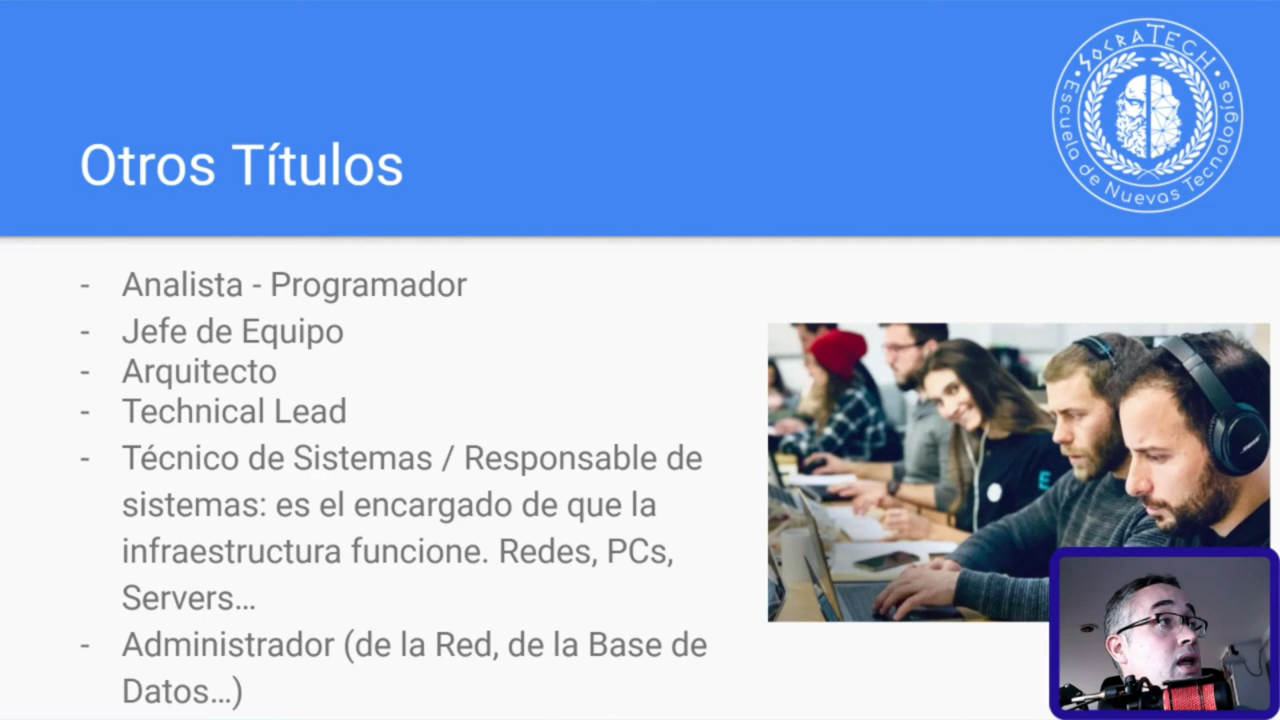 SOCRATECH
Escuela de Nuevas Tecnologías
Otros Títulos
- Analista - Programador
- Jefe de Equipo
- Arquitecto
- Technical Lead
- Técnico de Sistemas / Responsable de
sistemas: es el encargado de que la
infraestructura funcione. Redes, PCs,
Servers...
- Administrador (de la Red, de la Base de
Datos...)